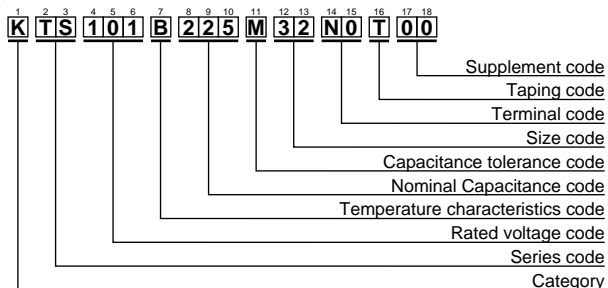 1 2 3 4 5 6 7 8 9 10 11 12 13 14 15 16 17 18
K T S 1 0 1 B 2 2 5 M 3 2 N 0 T 0 0
Supplement code
Taping code
Terminal code
Size code
Capacitance tolerance code
Nominal Capacitance code
Temperature characteristics code
Rated voltage code
Series code
Category